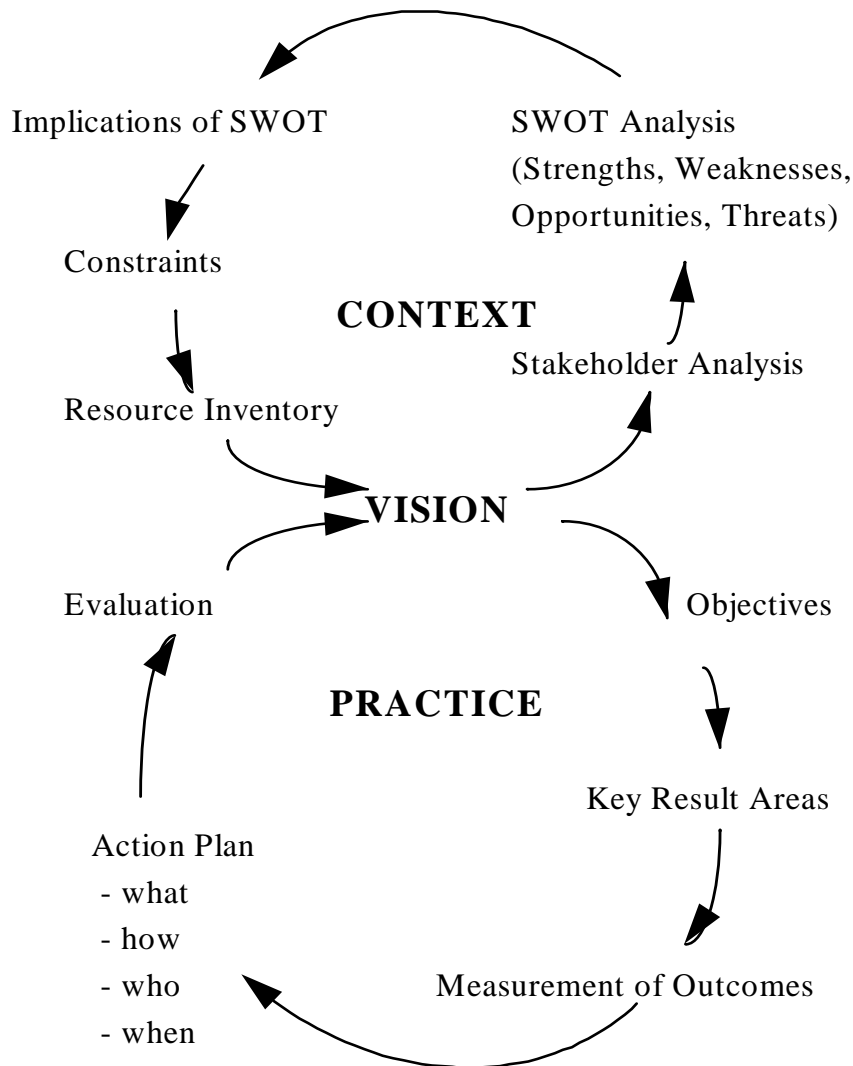 Implications of SWOT
SWOT Analysis
(Strengths, Weaknesses,
Opportunities, Threats)
Constraints
CONTEXT
Stakeholder Analysis
Resource Inventory
VISION
Evaluation
Objectives
PRACTICE
Key Result Areas
Action Plan
- what
- how
- who
- when
Measurement of Outcomes